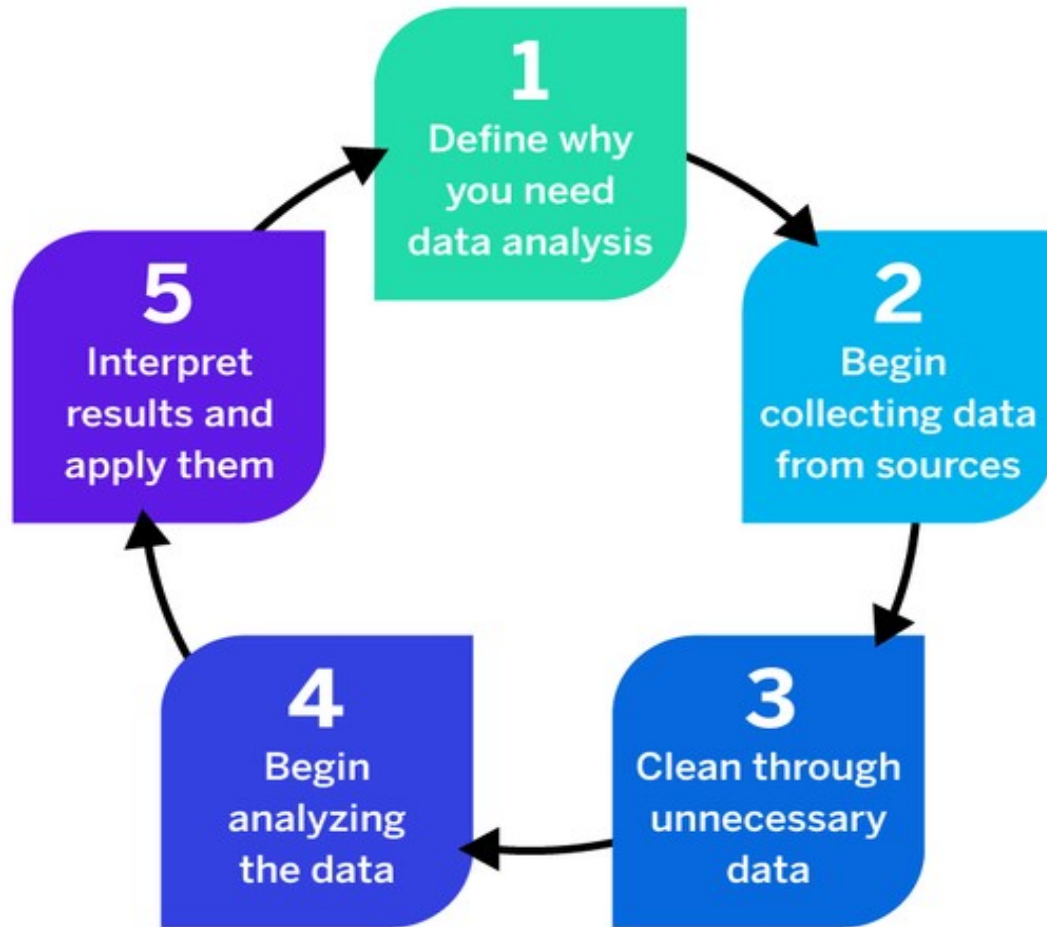 1
Define why
you need
data analysis
2
Begin
collecting data
from sources
3
Clean through
unnecessary
data
4
Begin
analyzing
the data
5
Interpret
results and
apply them